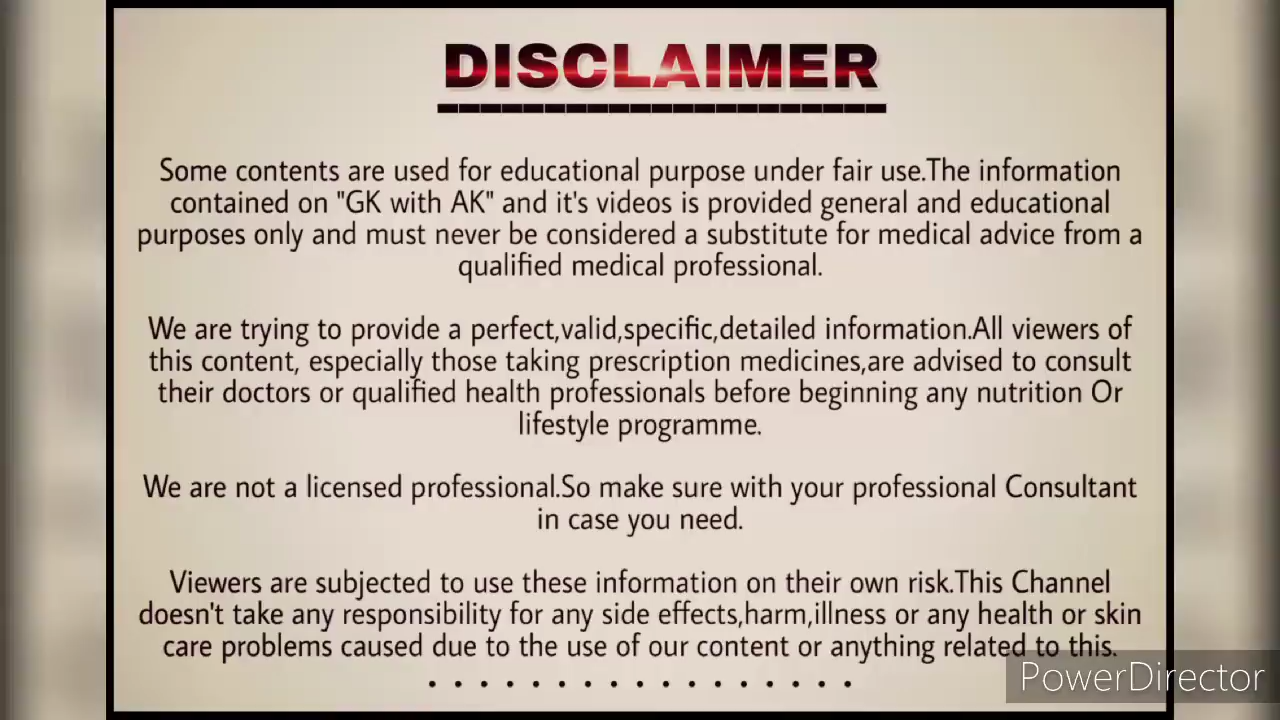 DISCLAIMER
Some contents are used for educational purpose under fair use.The information
contained on "GK with AK" and it's videos is provided general and educational
purposes only and must never be considered a substitute for medical advice from a
qualified medical professional.
We are trying to provide a perfect,valid,specific,detailed information.All viewers of
this content, especially those taking prescription medicines,are advised to consult
their doctors or qualified health professionals before beginning any nutrition Or
lifestyle programme.
We are not a licensed professional.So make sure with your professional Consultant
in case you need.
Viewers are subjected to use these information on their own risk.This Channel
doesn't take any responsibility for any side effects,harm,illness or any health or skin
care problems caused due to the use of our content or anything related to this.
PowerDirector